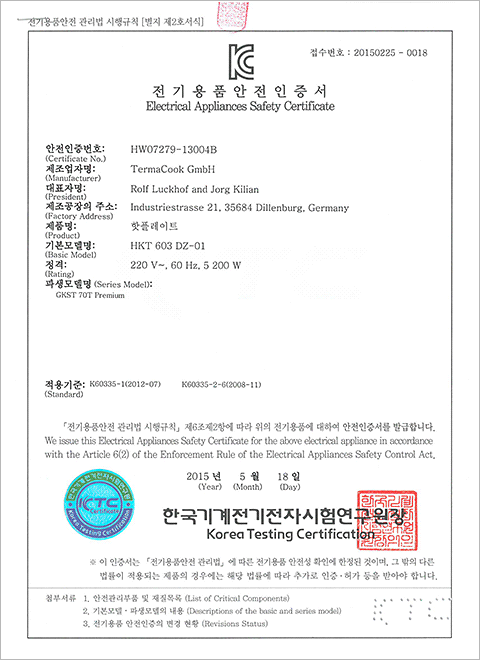 전기용품안전 관리법 시행규칙 [별지 제2호서식]
접수번호 : 20150225 - 0018
KC
전기용품안전인증서
Electrical Appliances Safety Certificate
안전인증번호: HW07279-13004B
(Certificate No.)
제조업자명: TermaCook GmbH
(Manufacturer)
대표자명: Rolf Luckhof and Jorg Kilian
(President)
제조공장의 주소: Industriestrasse 21, 35684 Dillenburg, Germany
(Factory Address)
제품명: 핫플레이트
(Product)
기본모델명: HKT 603 DZ-01
(Basic Model)
정격: 220 V~, 60 Hz, 5 200 W
(Rating)
파생모델명 (Series Model):
GKST 70T Premium
적용기준: K60335-1(2012-07) K60335-2-6(2008-11)
(Standard)
「전기용품안전 관리법 시행규칙」 제6조제2항에 따라 위의 전기용품에 대하여 안전인증서를 발급합니다.
We issue this Electrical Appliances Safety Certificate for the above electrical appliance in accordance
with the Article 6(2) of the Enforcement Rule of the Electrical Appliances Safety Control Act.
2015 년 5 월 18 일
(Year) (Month) (Day)
한국기계전기전자시험연구원
KTC
Certification
Korea Testing Certification
한국기계전기전자시험연구원장
Korea Testing Certification
※ 이 인증서는 「전기용품안전 관리법」에 따른 전기용품 안전성 확인에 한정된 것이며, 그 밖의 다른
법률이 적용되는 제품의 경우에는 해당 법률에 따라 추가로 인증·허가 등을 받아야 합니다.
첨부서류 1. 안전관리부품 및 재질목록 (List of Critical Components)
2. 기본모델·파생모델의 내용 (Descriptions of the basic and series model)
3. 전기용품 안전인증의 변경 현황 (Revisions Status)
KTC